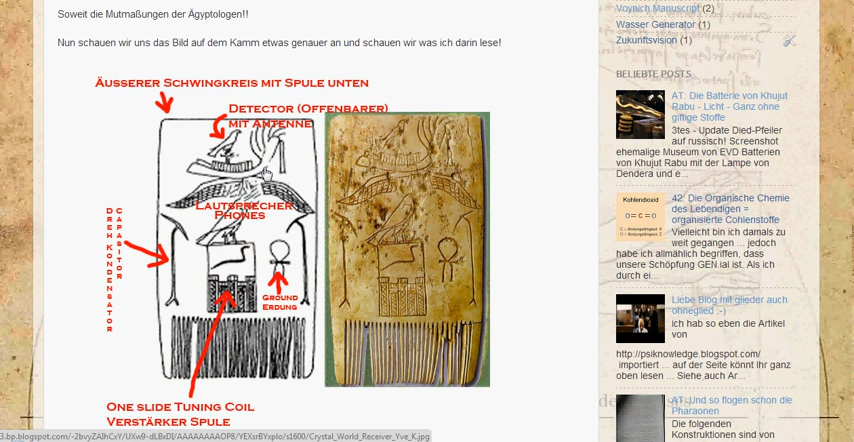 Soweit die Mutmaßungen der Ägyptologen!!
Nun schauen wir uns das Bild auf dem Kamm etwas genauer an und schauen wir was ich darin lese!
ÄUSSERER SCHWINGKREIS MIT SPULE UNTEN
DETECTOR (OFFENBARER)
MIT ANTENNE
LAUTSPRECHER
PHONES
DREH KONDENSATOR
CAPASITOR
GROUND
ERDUNG
ONE SLIDE TUNING COIL
VERSTÄRKER SPULE
3.bp.blogspot.com/-2bvyZAIhCxY/UXw9-dLBxDI/AAAAAAAAOP8/YEXsrBYxplo/s1600/Crystal_World_Receiver_Yve_K.jpg
Voynich Manuscript (2)
Wasser Generator (1)
Zukunftsvision (1)
BELIEBTE POSTS
AT: Die Batterie von Khujut
Rabu - Licht - Ganz ohne
giftige Stoffe
3tes - Update Died-Pfeiler
auf russisch! Screenshot
ehemalige Museum von EVD Batterien
von Khujut Rabu mit der Lampe von
Dendera und e...
Kohlendioxid
O=C=O
42: Die Organische Chemie
des Lebendigen =
organisierte Cohlenstoffe
Vielleicht bin ich damals zu
weit gegangen ... jedoch
habe ich allmählich begriffen, dass
unsere Schöpfung GEN ial ist. Als ich
durch ei...
Liebe Blog mit glieder auch
ohneglied :-)
ich hab so eben die Artikel
von
http://psiknowledge.blogspot.com/
importiert ... auf der Seite könnt Ihr ganz
oben lesen ... Siehe auch Ar...
AT: Und so flogen schon die
Pharaonen
Die folgenden
Konstruktionen sind von